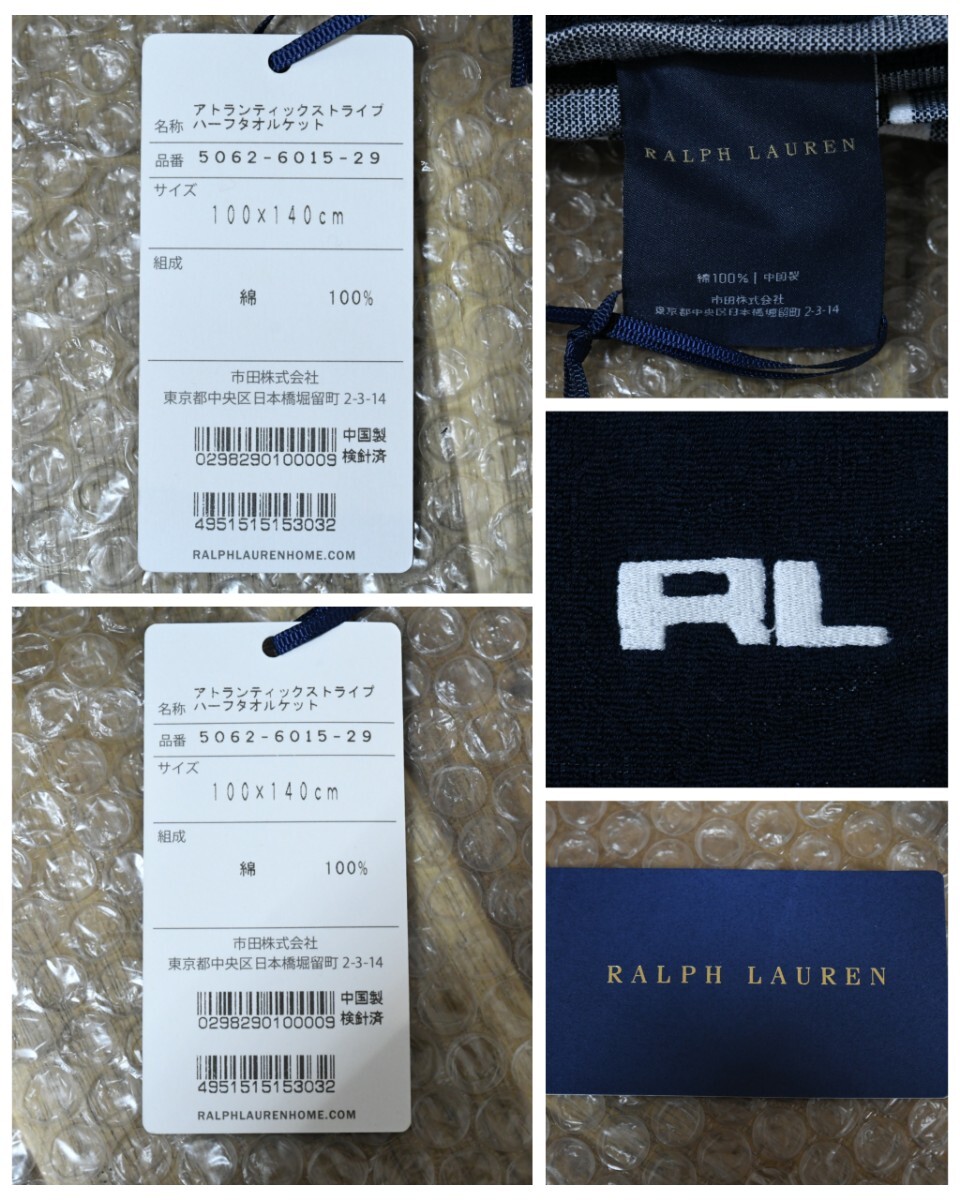 アトランティックストライプ
名称 ハーフタオルケット
品番 5062-6015-29
サイズ
100×140cm
組成
綿 100%
市田株式会社
東京都中央区日本橋堀留町 2-3-14
中国製
0298290100009 検針済
4951515153032
RALPHLAURENHOME.COM
アトランティックストライプ
名称 ハーフタオルケット
品番 5062-6015-29
サイズ
100×140cm
組成
綿 100%
市田株式会社
東京都中央区日本橋堀留町 2-3-14
中国製
0298290100009 検針済
4951515153032
RALPHLAURENHOME.COM
RALPH LAUREN
綿100% | 中国製
市田株式会社
東京都中央区日本橋堀留町 2-3-14
RL
RALPH LAUREN